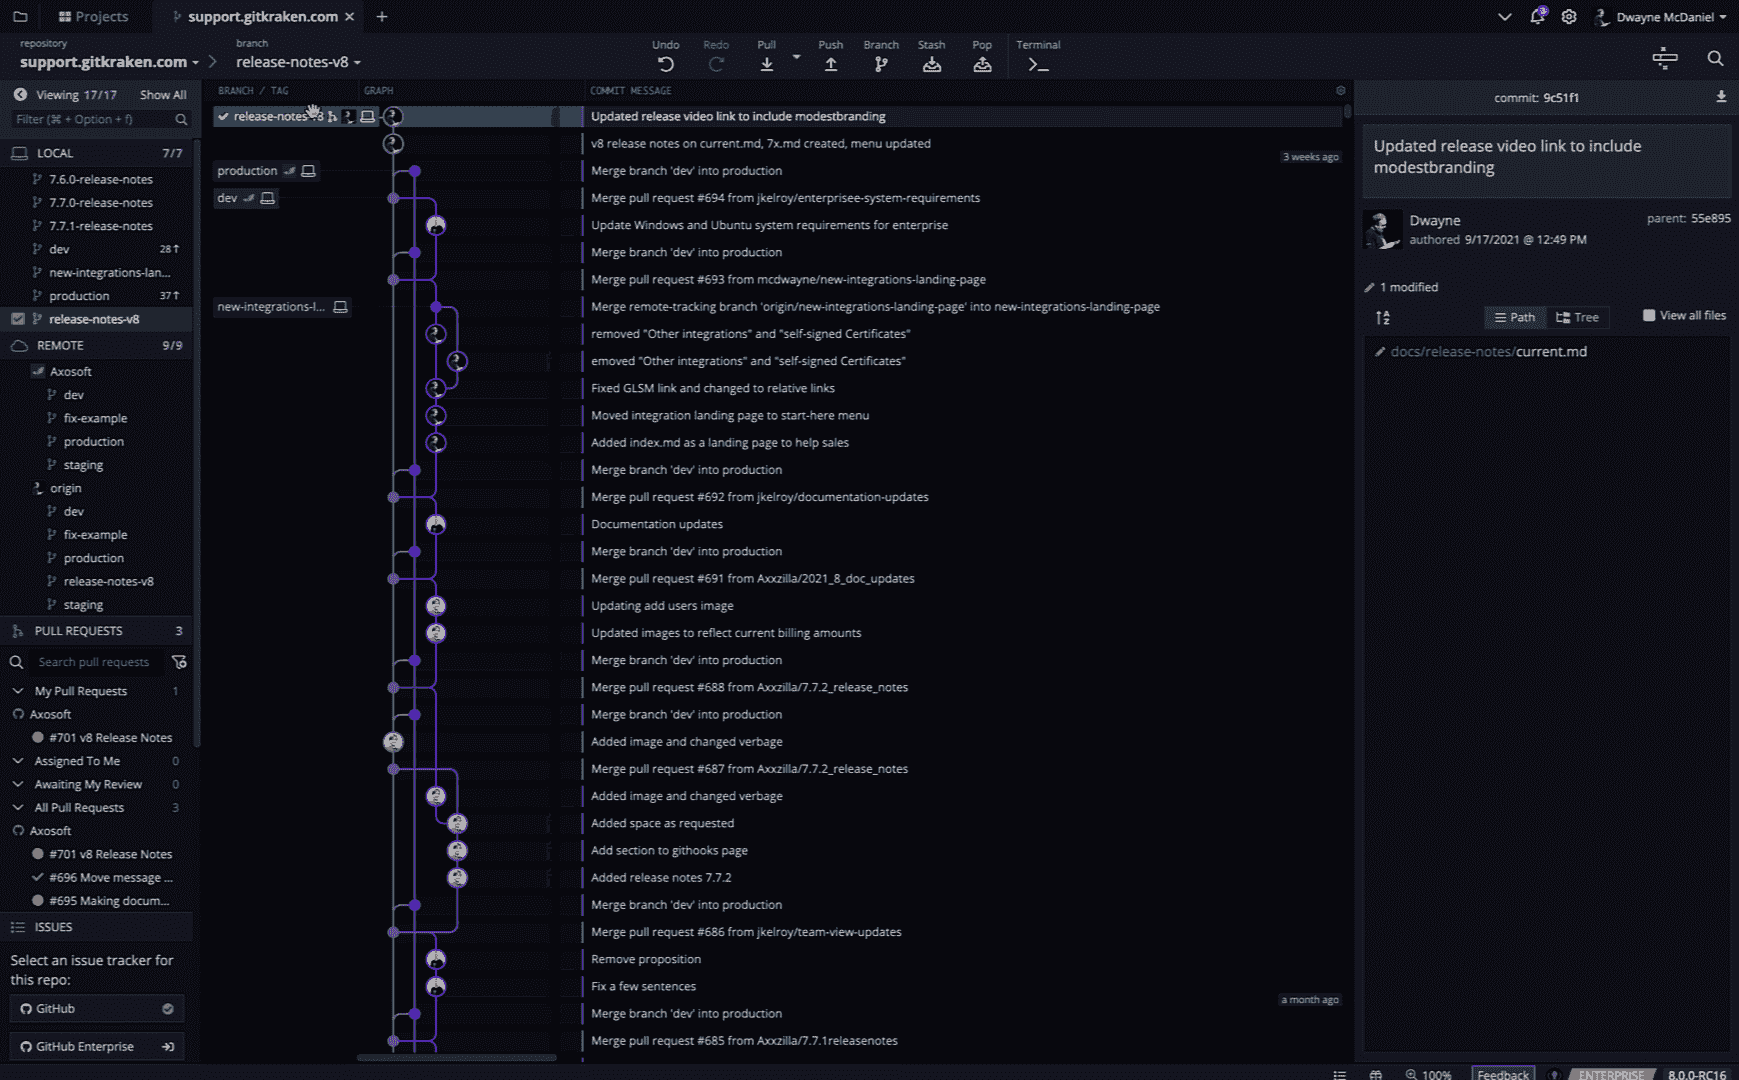 Projects
support.gitkraken.com
Dwayne McDaniel
repository
support.gitkraken.com
branch
release-notes-v8
Undo
Redo
Pull
Push
Branch
Stash
Pop
Terminal
Viewing 17/17
Show All
Filter (⌘ + Option + f)
LOCAL 7/7
7.6.0-release-notes
7.7.0-release-notes
7.7.1-release-notes
dev 28↑
new-integrations-lan...
production 37↑
release-notes-v8
REMOTE 9/9
Axosoft
dev
fix-example
production
staging
origin
dev
fix-example
production
release-notes-v8
staging
PULL REQUESTS 3
Search pull requests
My Pull Requests 1
Axosoft
#701 v8 Release Notes
Assigned To Me 0
Awaiting My Review 0
All Pull Requests 3
Axosoft
#701 v8 Release Notes
#696 Move message ...
#695 Making docum...
ISSUES
Select an issue tracker for
this repo:
GitHub
GitHub Enterprise
BRANCH / TAG
GRAPH
COMMIT MESSAGE
release-notes-v8
production
dev
new-integrations-l...
Updated release video link to include modestbranding
v8 release notes on current.md, 7x.md created, menu updated
3 weeks ago
Merge branch 'dev' into production
Merge pull request #694 from jkelroy/enterprisee-system-requirements
Update Windows and Ubuntu system requirements for enterprise
Merge branch 'dev' into production
Merge pull request #693 from mcdwayne/new-integrations-landing-page
Merge remote-tracking branch 'origin/new-integrations-landing-page' into new-integrations-landing-page
removed "Other integrations" and "self-signed Certificates"
emoved "Other integrations" and "self-signed Certificates"
Fixed GLSM link and changed to relative links
Moved integration landing page to start-here menu
Added index.md as a landing page to help sales
Merge branch 'dev' into production
Merge pull request #692 from jkelroy/documentation-updates
Documentation updates
Merge branch 'dev' into production
Merge pull request #691 from Axxzilla/2021_8_doc_updates
Updating add users image
Updated images to reflect current billing amounts
Merge branch 'dev' into production
Merge pull request #688 from Axxzilla/7.7.2_release_notes
Merge branch 'dev' into production
Added image and changed verbage
Merge pull request #687 from Axxzilla/7.7.2_release_notes
Added image and changed verbage
Added space as requested
Add section to githooks page
Added release notes 7.7.2
Merge branch 'dev' into production
Merge pull request #686 from jkelroy/team-view-updates
Remove proposition
Fix a few sentences
a month ago
Merge branch 'dev' into production
Merge pull request #685 from Axxzilla/7.7.1releasenotes
commit: 9c51f1
Updated release video link to include
modestbranding
Dwayne
authored 9/17/2021 @ 12:49 PM
parent: 55e895
1 modified
Path
Tree
View all files
docs/release-notes/current.md
100%
Feedback
ENTERPRISE
8.0.0-RC16